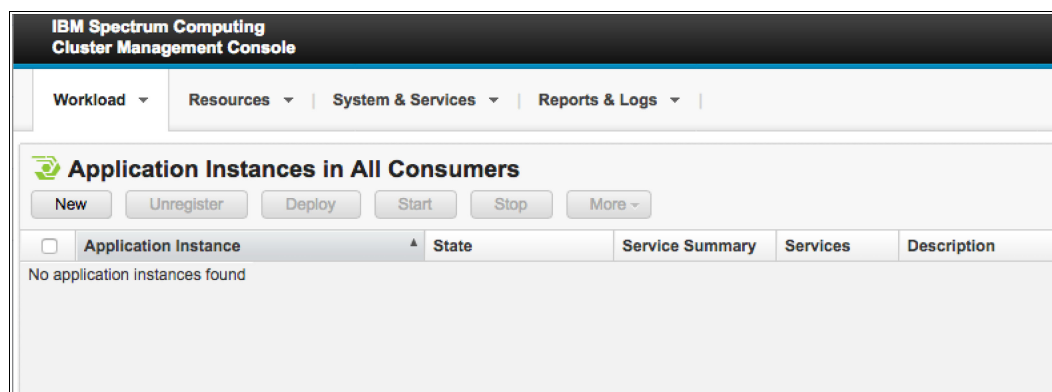 IBM Spectrum Computing
Cluster Management Console
Workload Resources | System & Services | Reports & Logs |
Application Instances in All Consumers
New Unregister Deploy Start Stop More
Application Instance State Service Summary Services Description
No application instances found